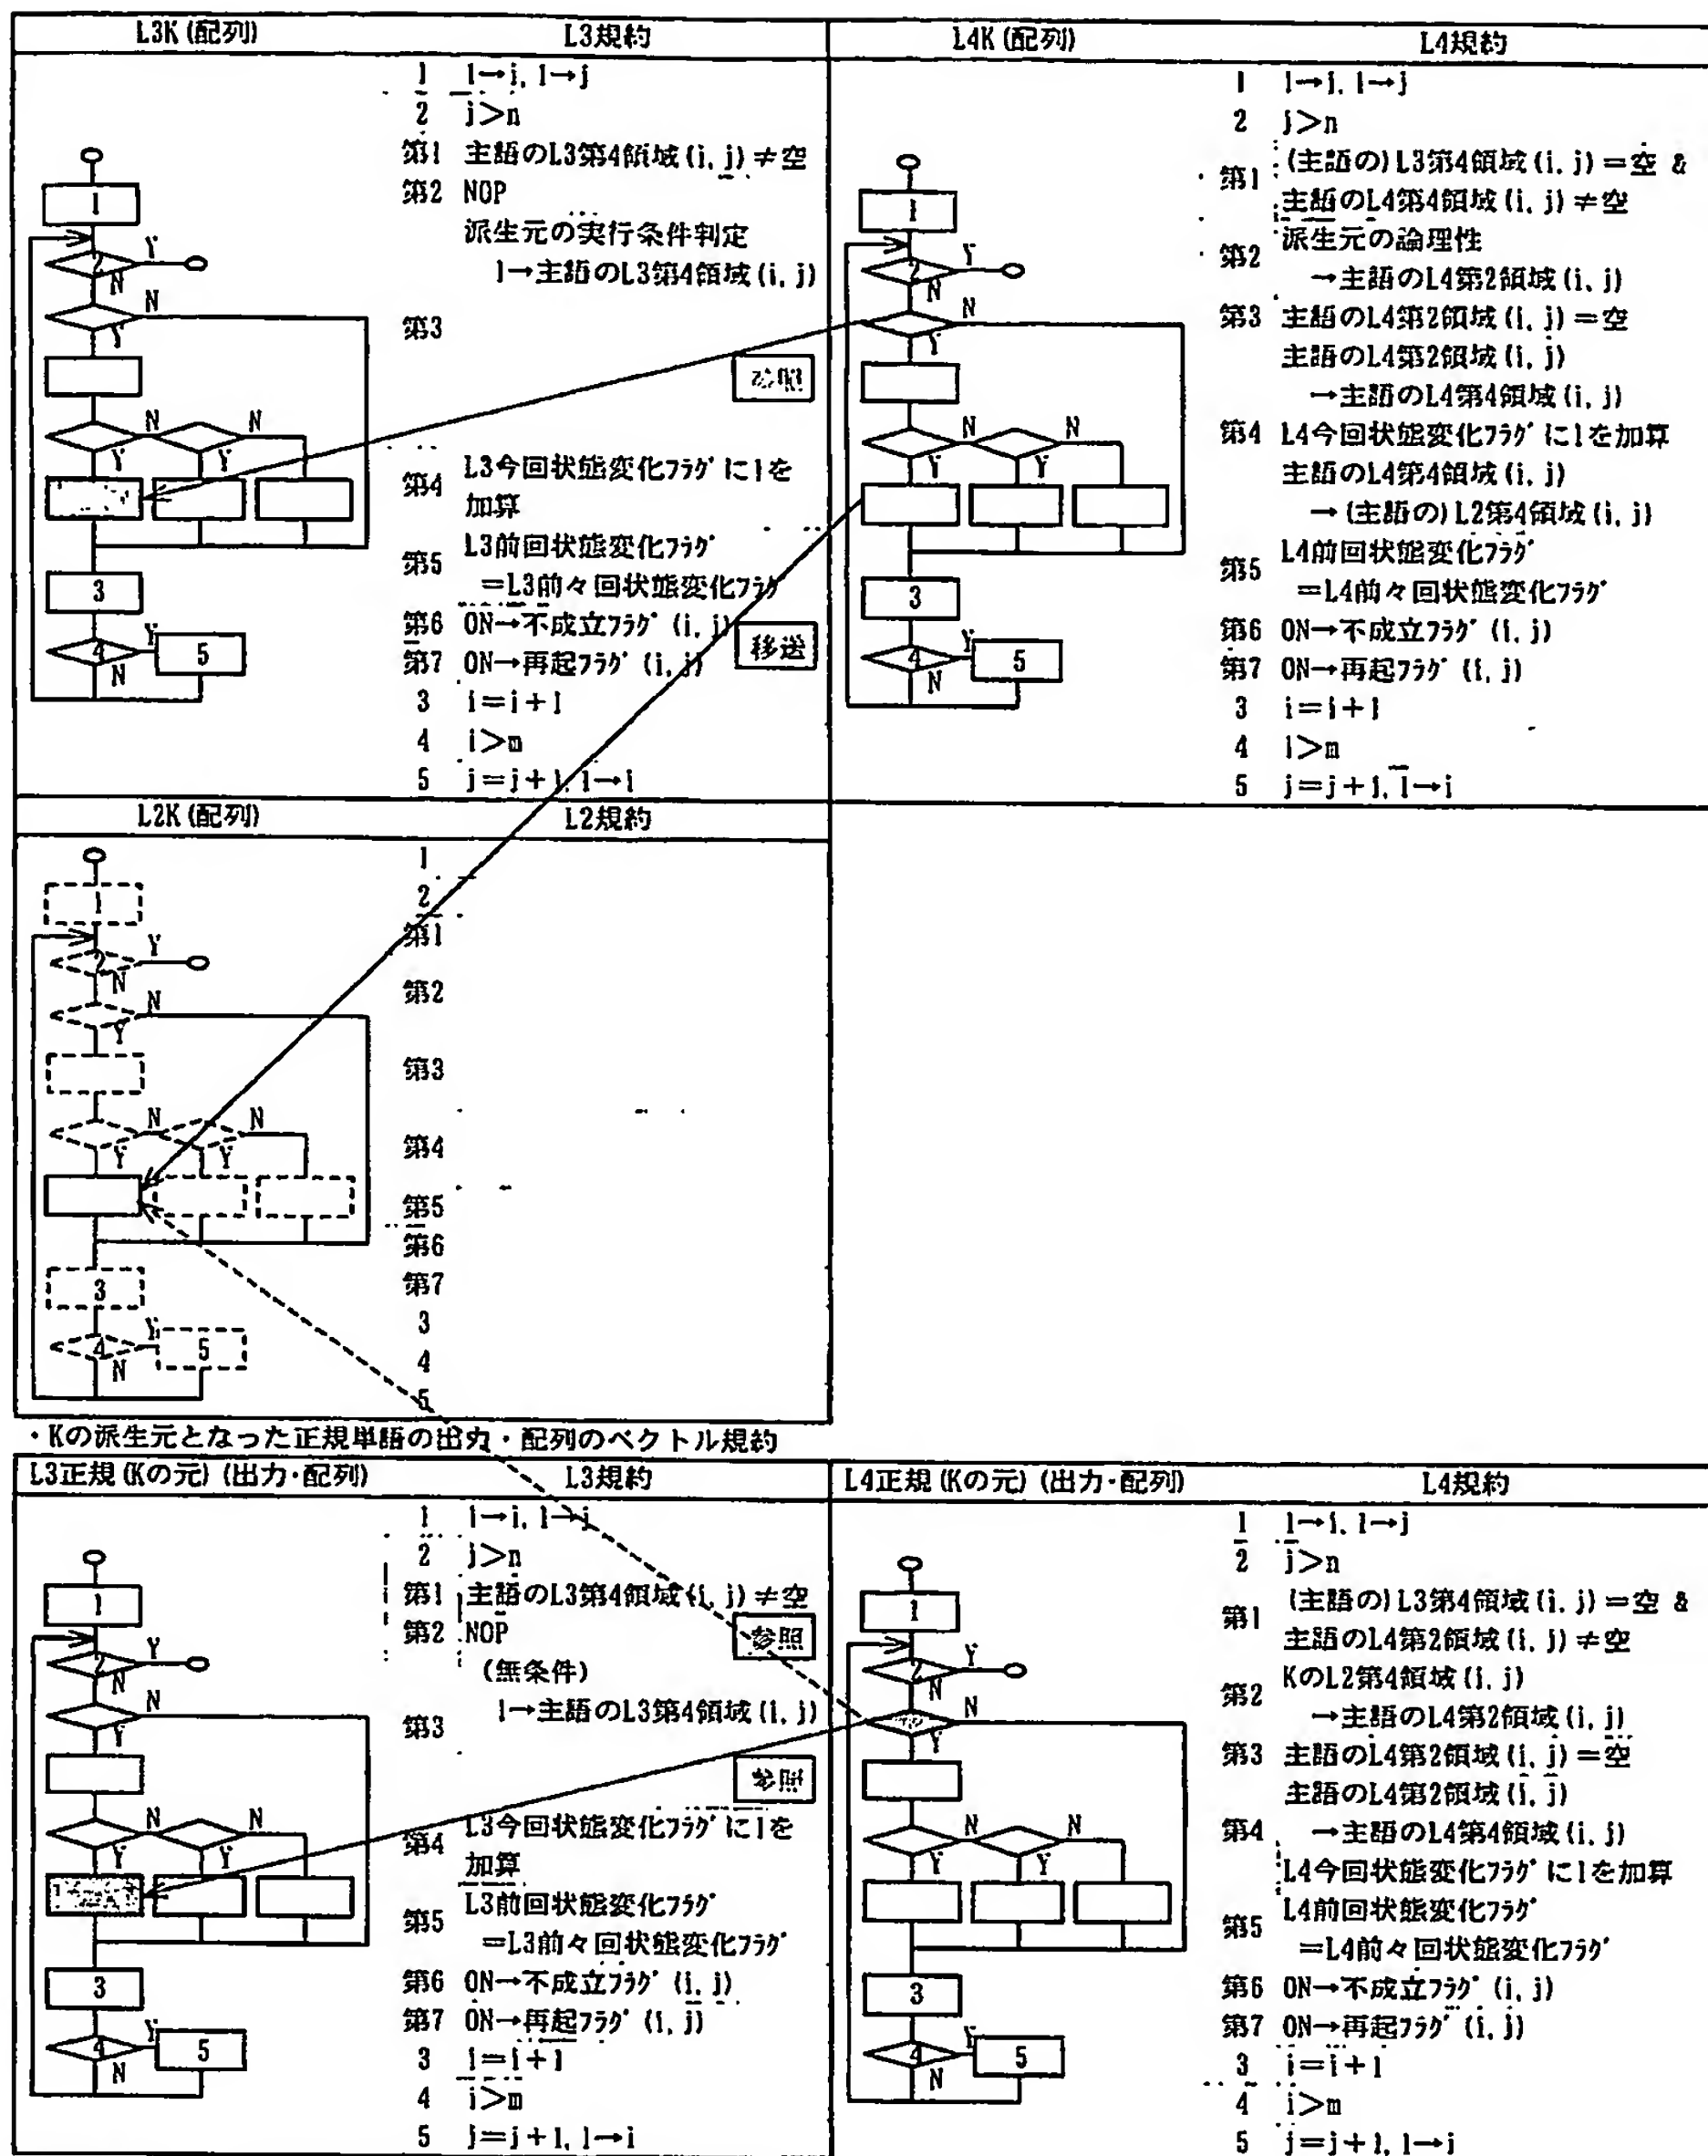 L3K (配列) L3規約
1 1→i, 1→j
2 j>n
第1 主語のL3第4領域(i, j)≠空
第2 NOP
派生元の実行条件判定
1→主語のL3第4領域(i, j)
第3
参照
第4 L3今回状態変化フラグに1を
加算
第5 L3前回状態変化フラグ
=L3前々回状態変化フラグ
第6 ON→不成立フラグ(i, j)
第7 ON→再起フラグ(i, j)
3 i=i+1
4 i>m
5 j=j+1, 1→i
1
2
Y
N
N
Y
N
N
Y
Y
3
4
Y
5
N
移送
L4K (配列) L4規約
1 1→i, 1→j
2 j>n
第1 (主語の)L3第4領域(i, j)=空 &
主語のL4第4領域(i, j)≠空
第2 派生元の論理性
→主語のL4第2領域(i, j)
第3 主語のL4第2領域(i, j)=空
主語のL4第2領域(i, j)
→主語のL4第4領域(i, j)
第4 L4今回状態変化フラグに1を加算
主語のL4第4領域(i, j)
→(主語の)L2第4領域(i, j)
第5 L4前回状態変化フラグ
=L4前々回状態変化フラグ
第6 ON→不成立フラグ(i, j)
第7 ON→再起フラグ(i, j)
3 i=i+1
4 i>m
5 j=j+1, 1→i
1
2
Y
N
N
Y
N
N
Y
Y
3
4
Y
5
N
L2K (配列) L2規約
1
2
第1
第2
第3
第4
第5
第6
第7
3
4
5
1
2
Y
N
N
Y
N
N
Y
Y
3
4
Y
5
N
・Kの派生元となった正規単語の出力・配列のベクトル規約
L3正規(Kの元) (出力・配列) L3規約
1 1→i, 1→j
2 j>n
第1 主語のL3第4領域(i, j)≠空
第2 NOP
(無条件)
1→主語のL3第4領域(i, j)
第3
参照
参照
第4 L3今回状態変化フラグに1を
加算
第5 L3前回状態変化フラグ
=L3前々回状態変化フラグ
第6 ON→不成立フラグ(i, j)
第7 ON→再起フラグ(i, j)
3 i=i+1
4 i>m
5 j=j+1, 1→i
1
2
Y
N
N
Y
N
N
Y
Y
3
4
Y
5
N
L4正規(Kの元) (出力・配列) L4規約
1 1→i, 1→j
2 j>n
第1 (主語の)L3第4領域(i, j)=空 &
主語のL4第2領域(i, j)≠空
第2 KのL2第4領域(i, j)
→主語のL4第2領域(i, j)
第3 主語のL4第2領域(i, j)=空
主語のL4第2領域(i, j)
第4 →主語のL4第4領域(i, j)
L4今回状態変化フラグに1を加算
第5 L4前回状態変化フラグ
=L4前々回状態変化フラグ
第6 ON→不成立フラグ(i, j)
第7 ON→再起フラグ(i, j)
3 i=i+1
4 i>m
5 j=j+1, 1→i
1
2
Y
N
N
Y
N
N
Y
Y
3
4
Y
5
N